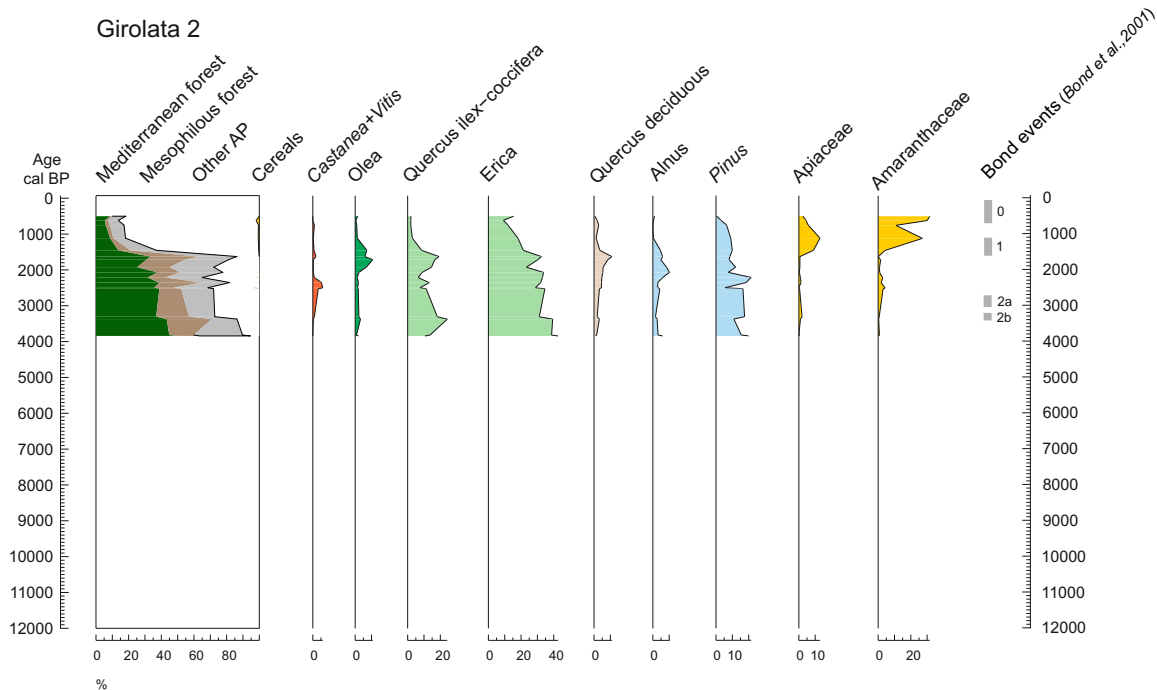 Girolata 2
Age
cal BP
Mediterranean forest
Mesophilous forest
Other AP
Cereals
Castanea+Vitis
Olea
Quercus ilex–coccifera
Erica
Quercus deciduous
Alnus
Pinus
Apiaceae
Amaranthaceae
Bond events (Bond et al.,2001)
0
1000
2000
3000
4000
5000
6000
7000
8000
9000
10000
11000
12000
0
1
2a
2b
0
1000
2000
3000
4000
5000
6000
7000
8000
9000
10000
11000
12000
0 20 40 60 80
0
0
0 20
0 20 40
0
0
0 10
0 10
0 20
%